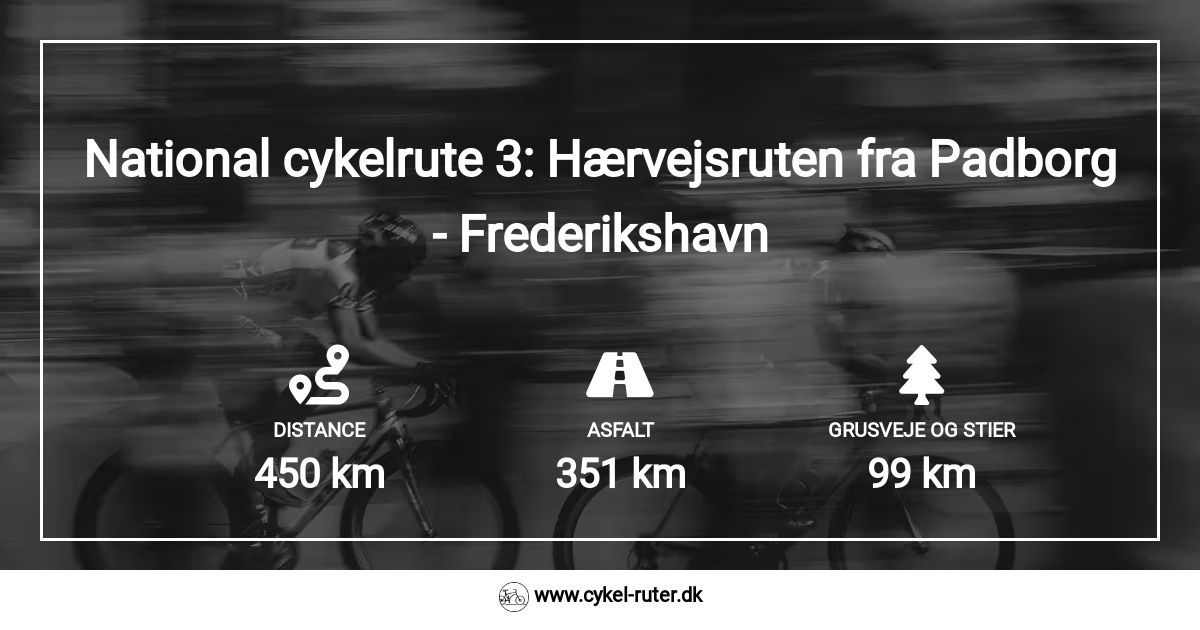 National cykelrute 3: Hærvejsruten fra Padborg
- Frederikshavn
DISTANCE
450 km
ASFALT
351 km
GRUSVEJE OG STIER
99 km
www.cykel-ruter.dk